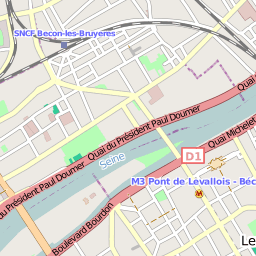 SNCF Becon-les-Bruyeres
Quai du Président Paul Doumer
Quai Michelet
D1
Seine
M3 Pont de Levallois - Béc
du Président Paul Doumer
Boulevard Bourdon
Le